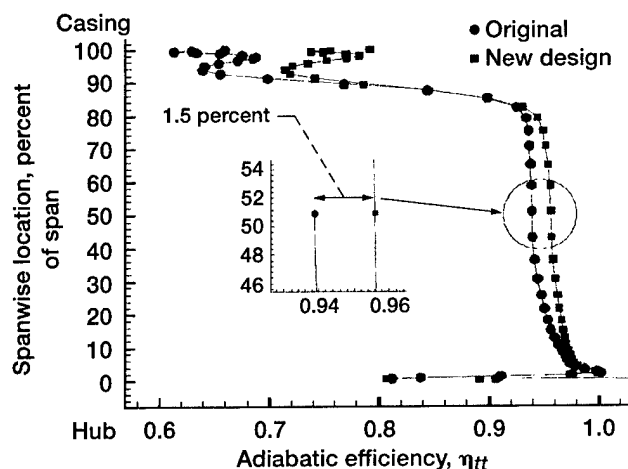 Casing
100
90
80
70
60
50
40
30
20
10
0
Hub
Spanwise location, percent
of span
Original
New design
1.5 percent
54
52
50
48
46
0.94
0.96
0.6
0.7
0.8
0.9
1.0
Adiabatic efficiency, ηtt